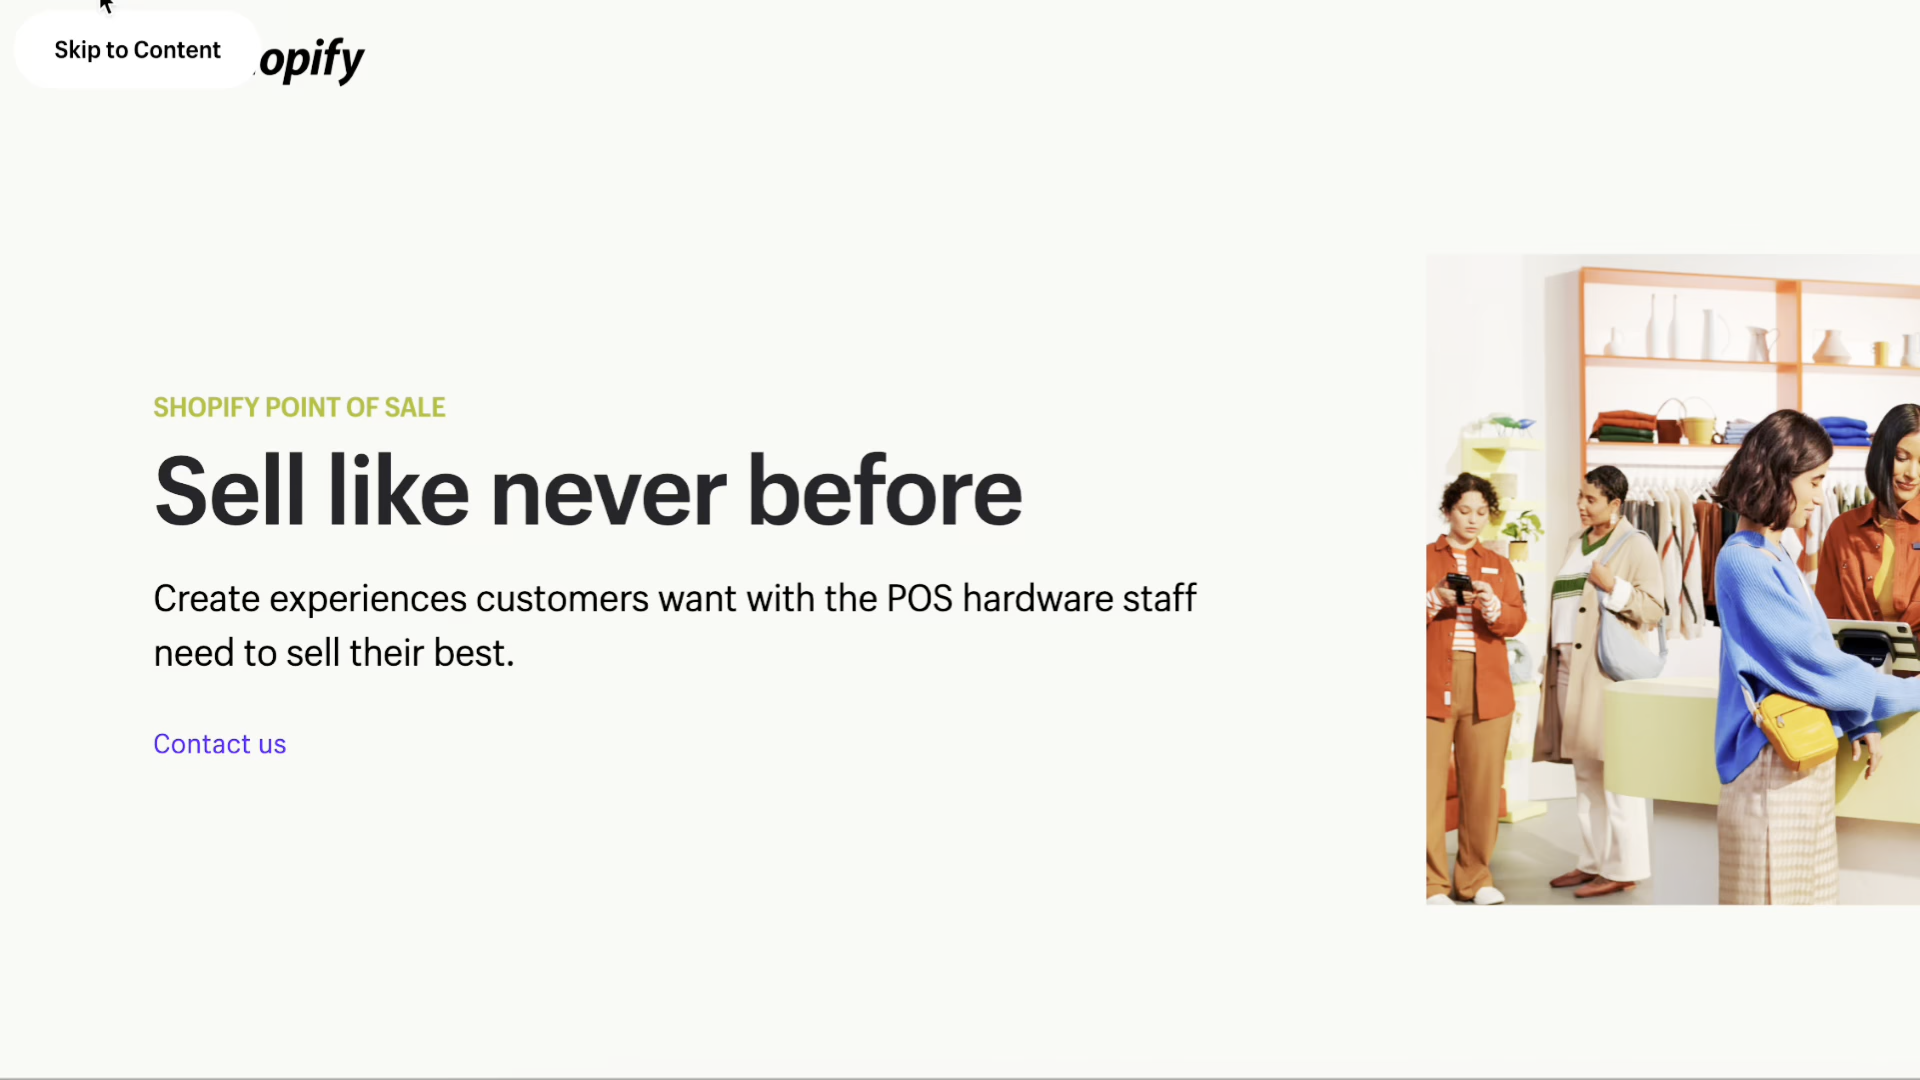 Skip to Content
opify
SHOPIFY POINT OF SALE
Sell like never before
Create experiences customers want with the POS hardware staff
need to sell their best.
Contact us